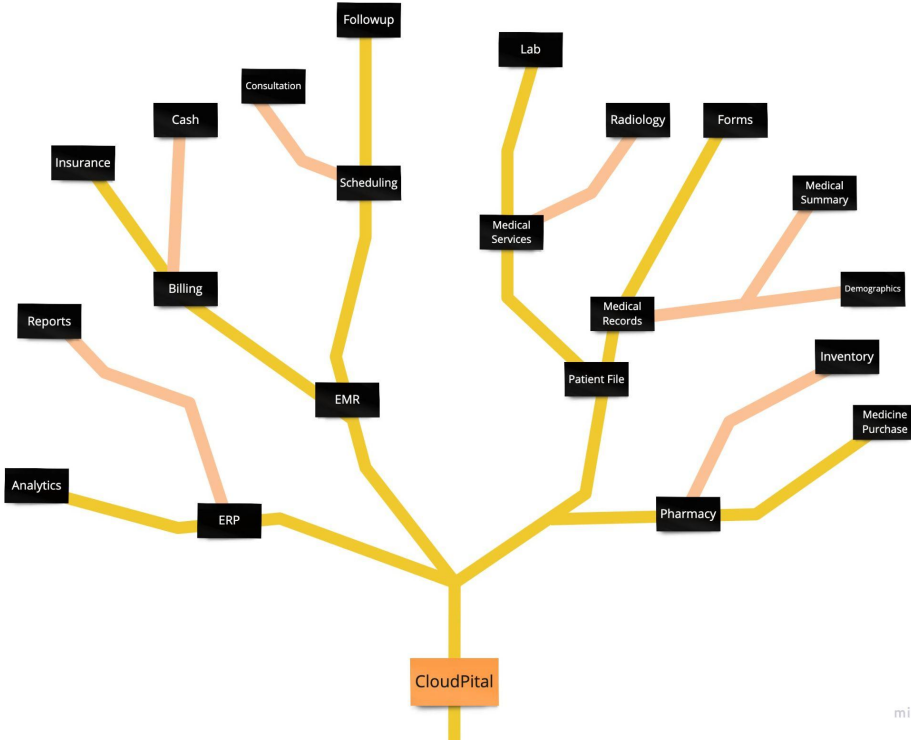 Followup
Lab
Consultation
Cash
Radiology
Forms
Insurance
Scheduling
Medical
Summary
Medical
Services
Billing
Demographics
Medical
Records
Reports
Inventory
Patient File
EMR
Medicine
Purchase
Analytics
ERP
Pharmacy
CloudPital
mi